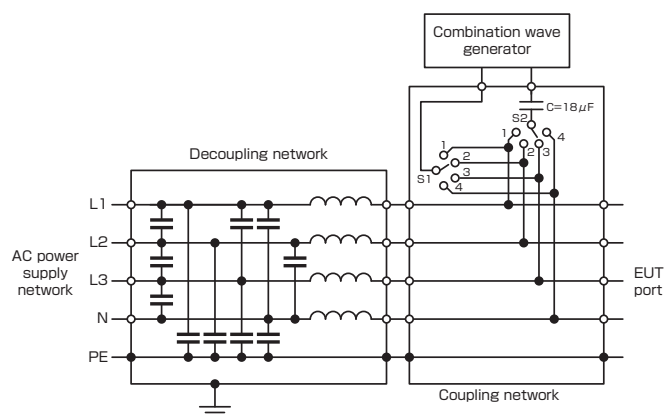 Combination wave
generator
C=18μF
S2
1
2
3
4
1
2
3
4
S1
Decoupling network
L1
L2
L3
N
PE
AC power
supply
network
EUT
port
Coupling network